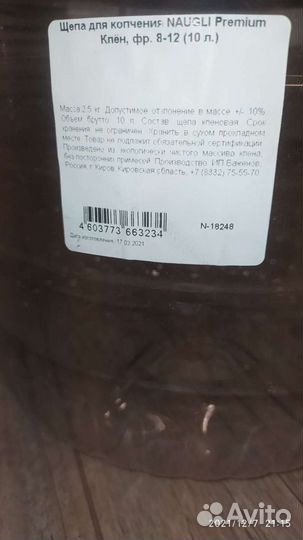 Щепа для копчения NAUGLI Premium
Клён, фр. 8-12 (10 л.)
Масса 2,5 кг. Допустимое отклонение в массе +/- 10%
Объем брутто 10 л. Состав: щепа кленовая. Срок
хранения не ограничен. Хранить в сухом прохладном
месте. Товар не подлежит обязательной сертификации.
Произведено из экологически чистого массива клена,
без посторонних примесей. Производство: ИП
Россия, г. Киров, Кировская область, +7 (8332) 75-55-70
4 603773 663234
N-18248
Дата изготовления: 17.03.2021
2021/12/7 21:15
Avito